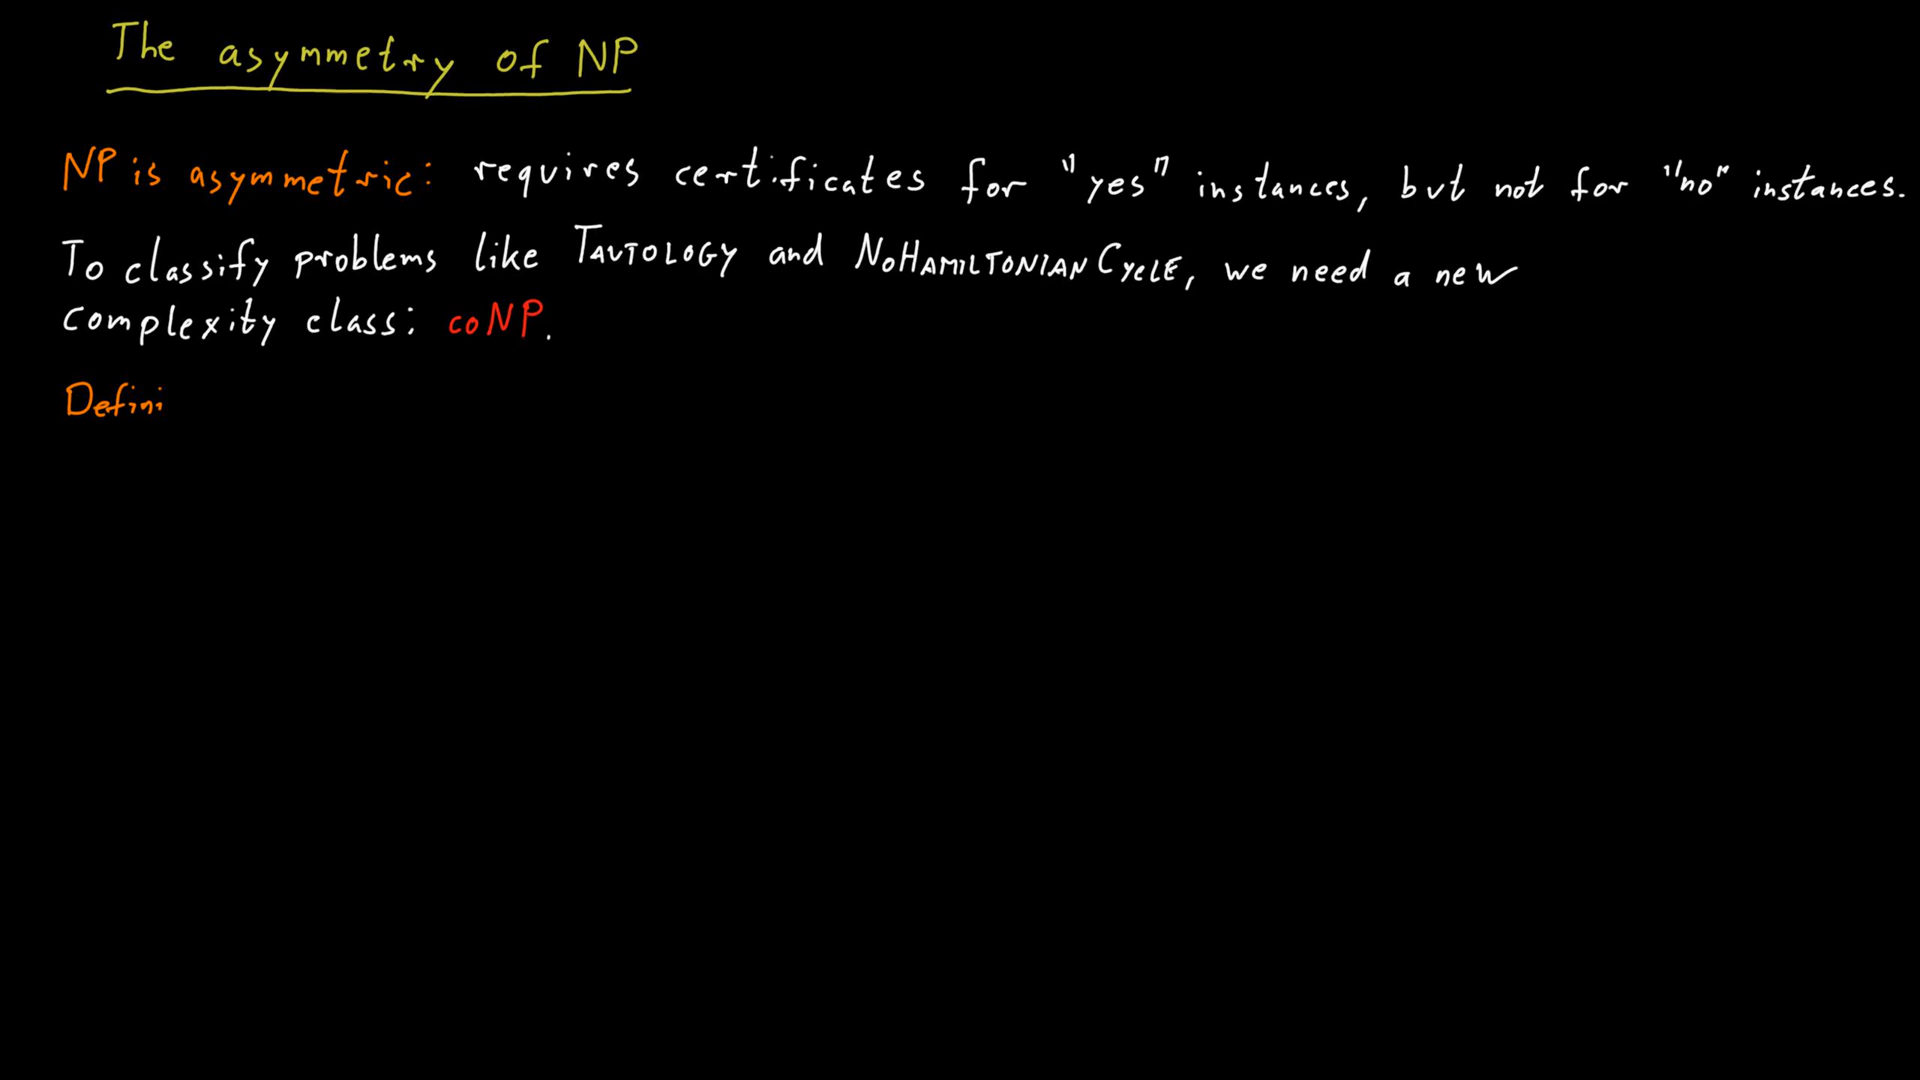 The asymmetry of NP
NP is asymmetric: requires certificates for "yes" instances, but not for "no" instances.
To classify problems like TAUTOLOGY and NOHAMILTONIANCYCLE, we need a new
complexity class: coNP.
Defini